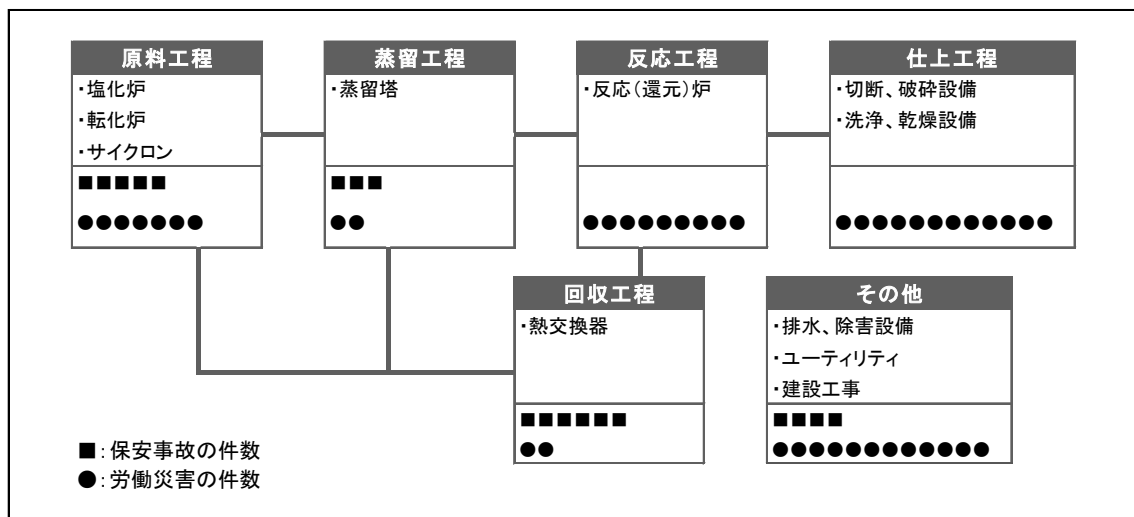 原料工程
・塩化炉
・転化炉
・サイクロン
■■■■■
●●●●●●●
蒸留工程
・蒸留塔
■■■
●●
反応工程
・反応(還元)炉
●●●●●●●●●
仕上工程
・切断、破砕設備
・洗浄、乾燥設備
●●●●●●●●●●●●
回収工程
・熱交換器
■■■■■■
●●
その他
・排水、除害設備
・ユーティリティ
・建設工事
■■■■
●●●●●●●●●●●●
■:保安事故の件数
●:労働災害の件数